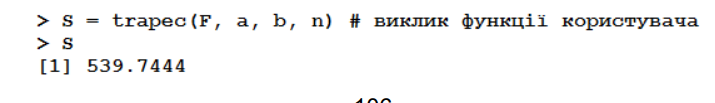 > S = trapec(F, a, b, n) # виклик функції користувача
> S
[1] 539.7444